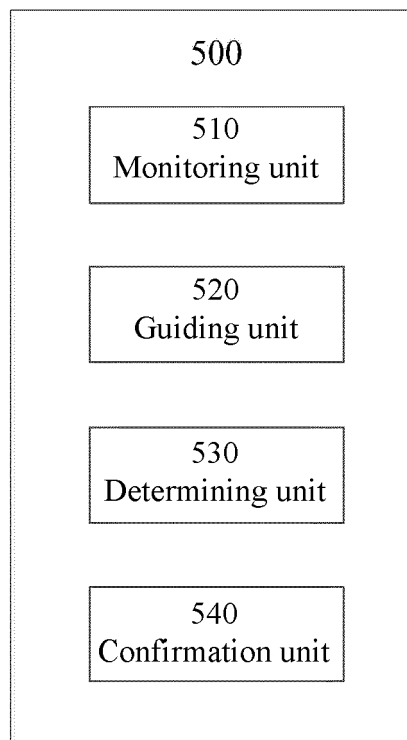 500
510
Monitoring unit
520
Guiding unit
530
Determining unit
540
Confirmation unit